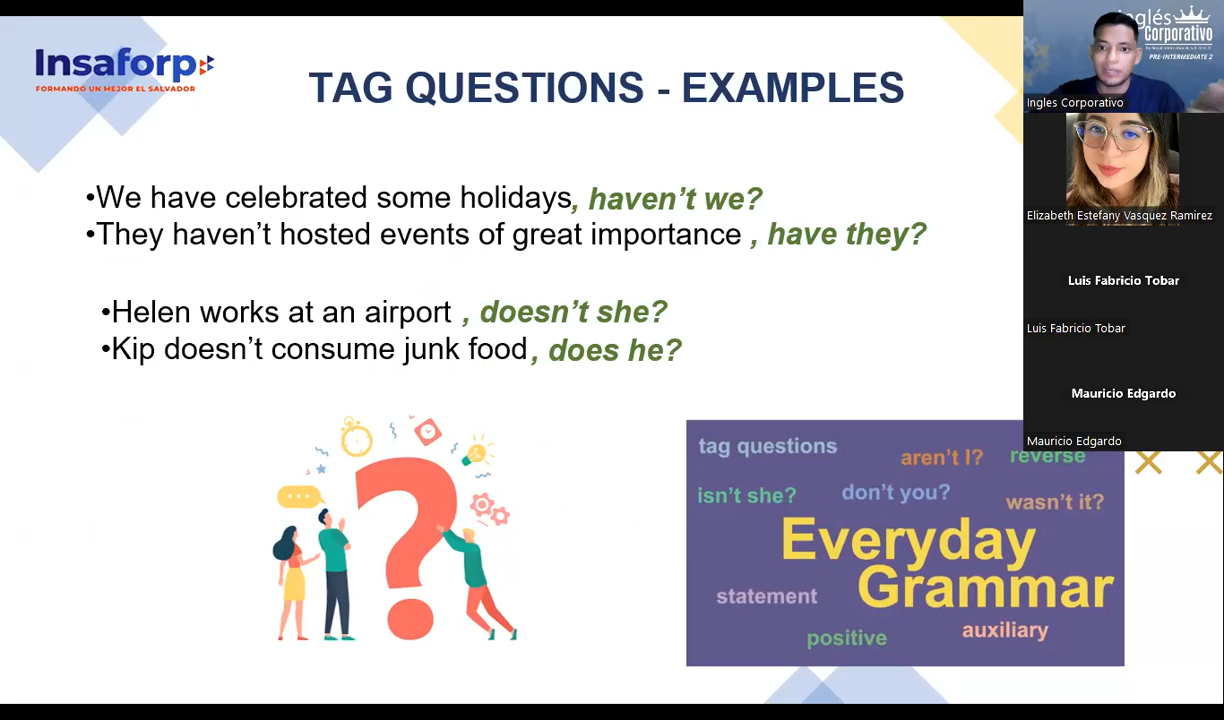 Insaforp
FORMANDO UN MEJOR EL SALVADOR
TAG QUESTIONS - EXAMPLES
•We have celebrated some holidays, haven’t we?
•They haven’t hosted events of great importance , have they?
•Helen works at an airport , doesn’t she?
•Kip doesn’t consume junk food, does he?
tag questions
aren’t I?
reverse
isn’t she?
don’t you?
wasn’t it?
Everyday
Grammar
statement
positive
auxiliary
Inglés
Corporativo
PRE-INTERMEDIATE 2
Ingles Corporativo
Elizabeth Estefany Vasquez Ramirez
Luis Fabricio Tobar
Luis Fabricio Tobar
Mauricio Edgardo
Mauricio Edgardo